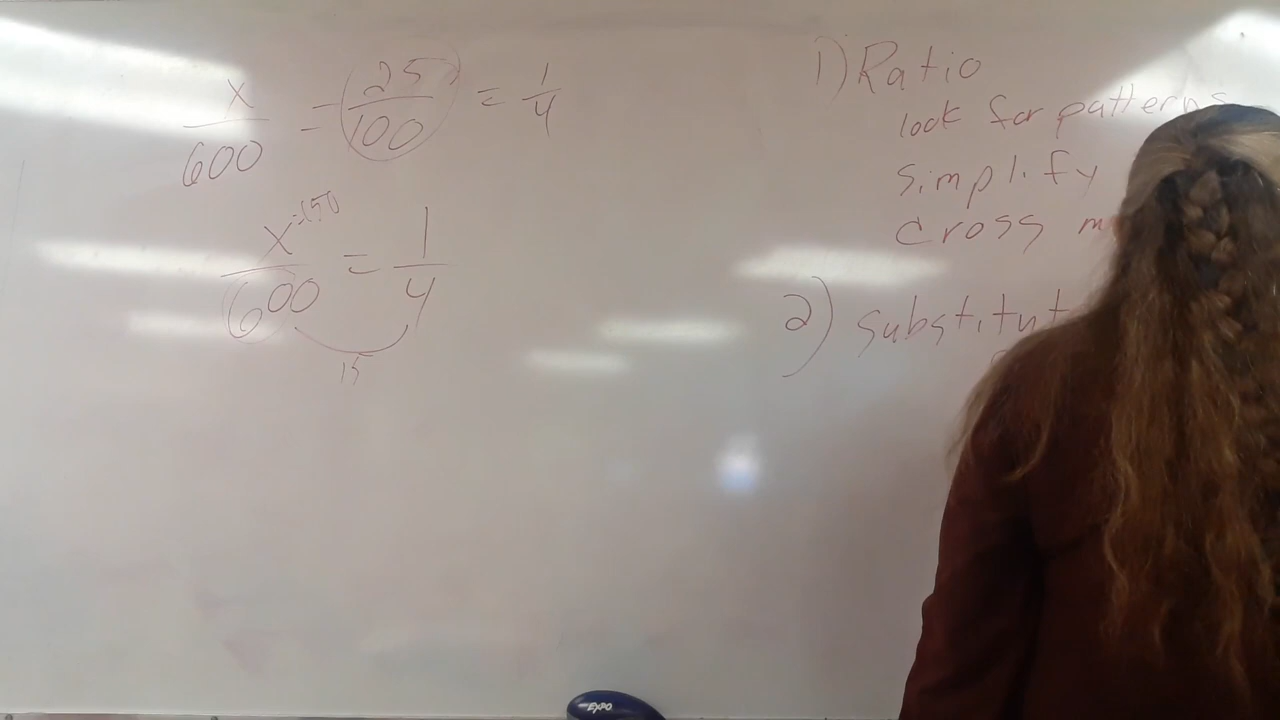 x/600 = 25/100 = 1/4
x = 150
/600 = 1/4
15
1) Ratio
look for patterns
simplify
cross m
2) Substitut
EXPO